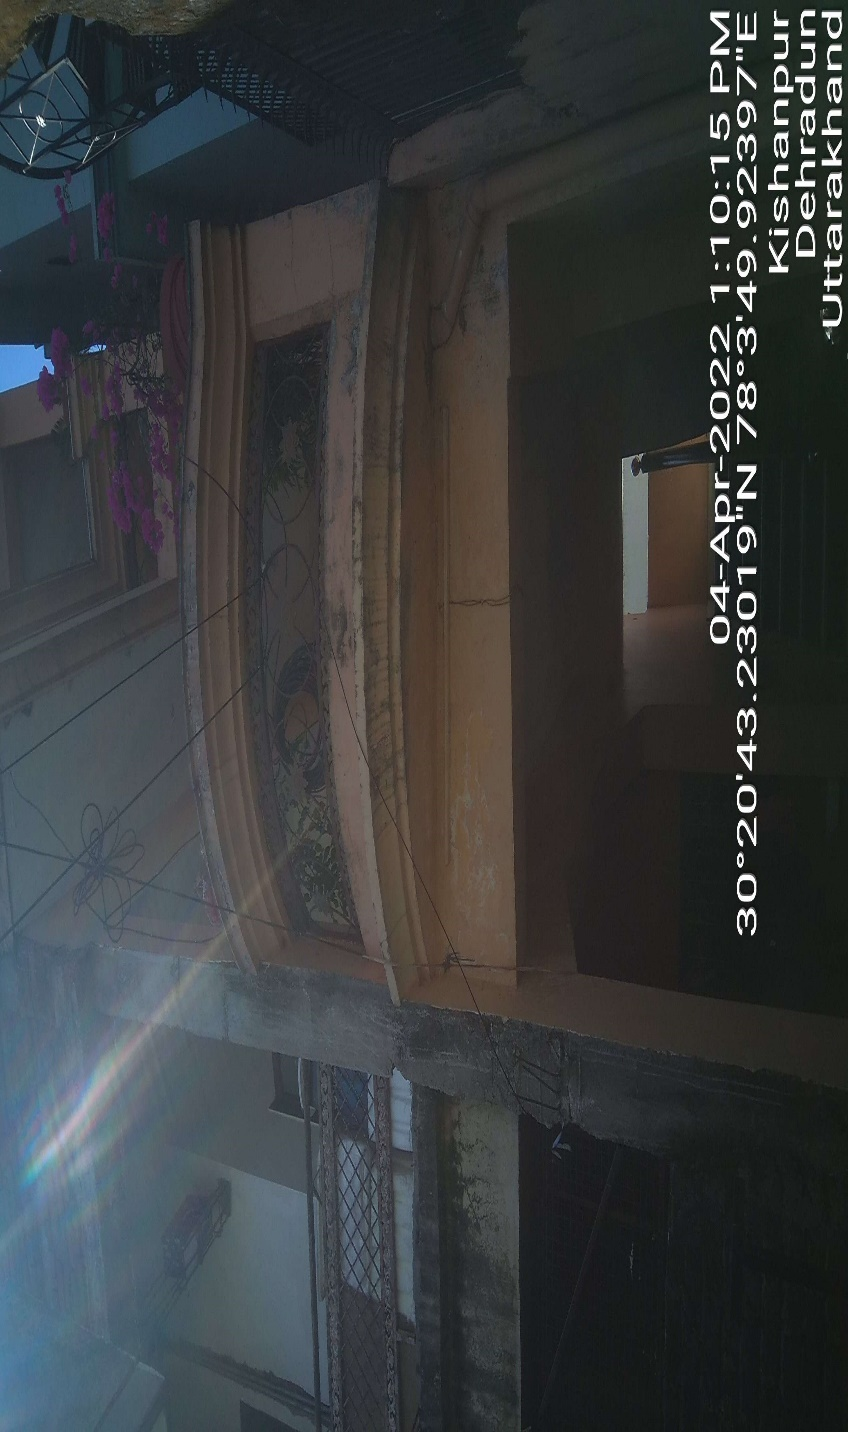 04-Apr-2022 1:10:15 PM
30°20'43.23019"N 78°3'49.92397"E
Kishanpur
Dehradun
Uttarakhand